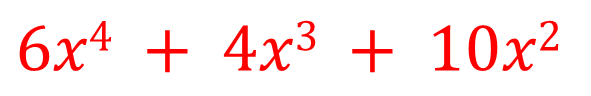 6x⁴ + 4x³ + 10x²